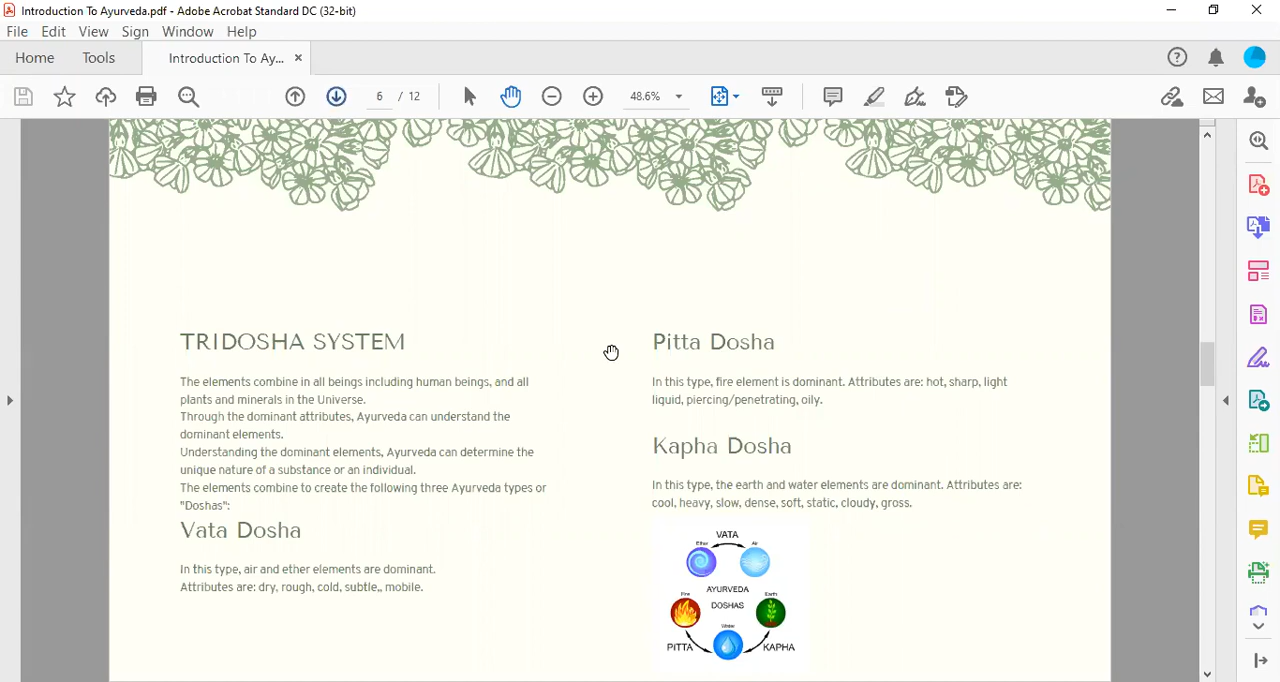 Introduction To Ayurveda.pdf - Adobe Acrobat Standard DC (32-bit)
File Edit View Sign Window Help
Home Tools Introduction To Ay... ×
6 / 12 48.6%
TRIDOSHA SYSTEM
The elements combine in all beings including human beings, and all
plants and minerals in the Universe.
Through the dominant attributes, Ayurveda can understand the
dominant elements.
Understanding the dominant elements, Ayurveda can determine the
unique nature of a substance or an individual.
The elements combine to create the following three Ayurveda types or
"Doshas":
Vata Dosha
In this type, air and ether elements are dominant.
Attributes are: dry, rough, cold, subtle,, mobile.
Pitta Dosha
In this type, fire element is dominant. Attributes are: hot, sharp, light
liquid, piercing/penetrating, oily.
Kapha Dosha
In this type, the earth and water elements are dominant. Attributes are:
cool, heavy, slow, dense, soft, static, cloudy, gross.
VATA
Ether Air
AYURVEDA
DOSHAS
Fire Earth
Water
PITTA KAPHA